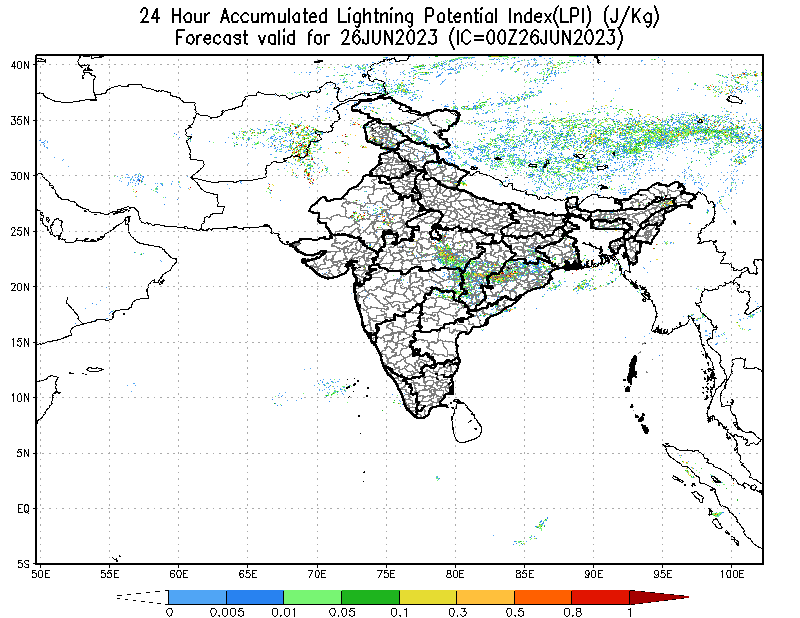 24 Hour Accumulated Lightning Potential Index(LPI) (J/Kg)
Forecast valid for 26JUN2023 (IC=00Z26JUN2023)
40N
35N
30N
25N
20N
15N
10N
5N
EQ
5S
50E 55E 60E 65E 70E 75E 80E 85E 90E 95E 100E
0 0.005 0.01 0.05 0.1 0.3 0.5 0.8 1